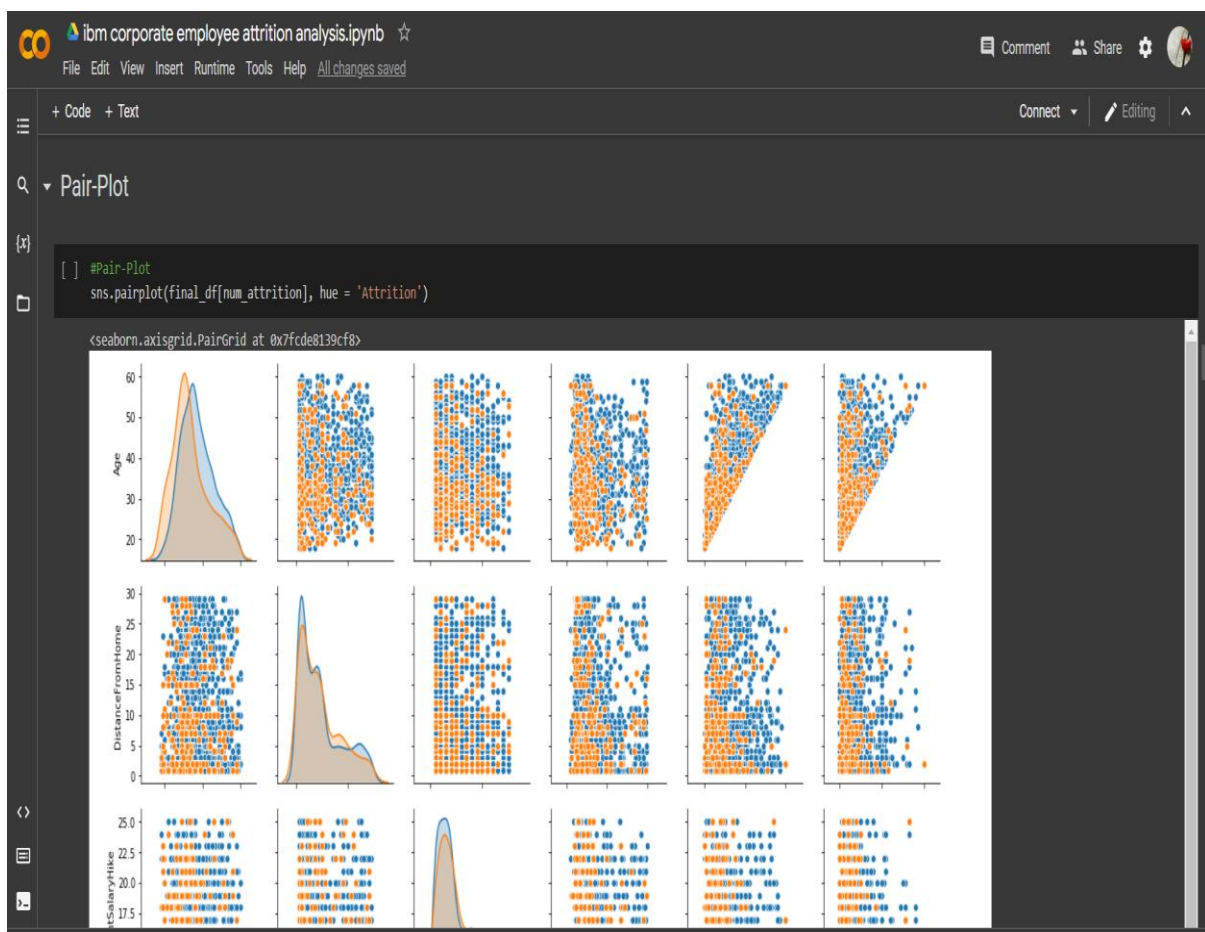 ibm corporate employee attrition analysis.ipynb
Comment
Share
File Edit View Insert Runtime Tools Help All changes saved
+ Code + Text
Connect
Editing
Pair-Plot
{x}
[ ] #Pair-Plot
sns.pairplot(final_df[num_attrition], hue = 'Attrition')
<seaborn.axisgrid.PairGrid at 0x7fcde8139cf8>
60
50
40
30
20
Age
30
25
20
15
10
5
0
DistanceFromHome
25.0
22.5
20.0
17.5
ntSalaryHike